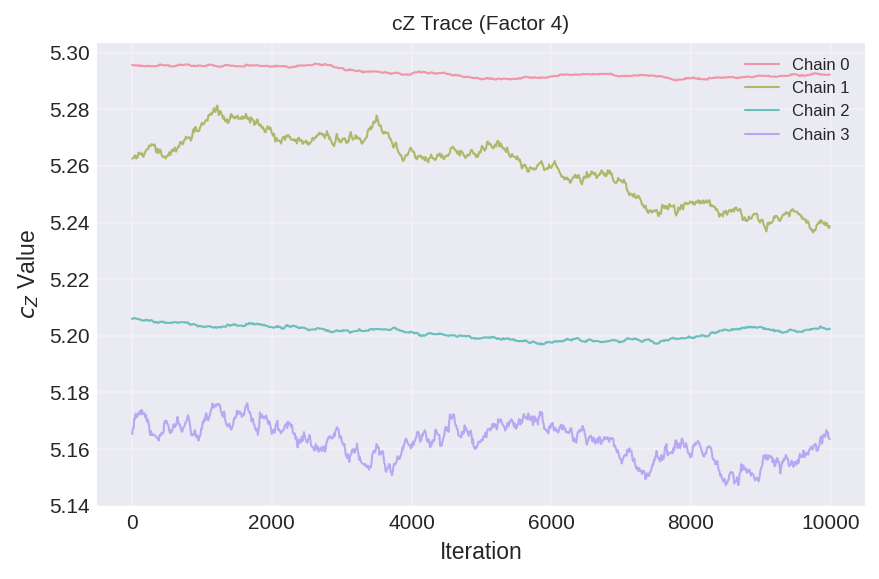 cZ Trace (Factor 4)
5.30
5.28
5.26
5.24
5.22
5.20
5.18
5.16
5.14
cZ Value
Chain 0
Chain 1
Chain 2
Chain 3
0 2000 4000 6000 8000 10000
Iteration